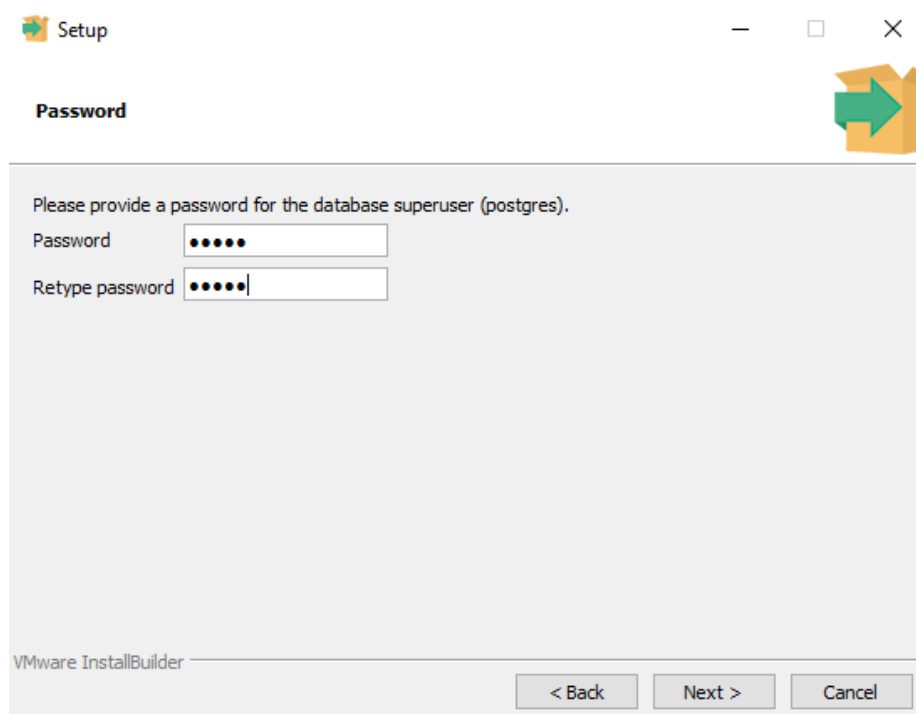 Setup
Password
Please provide a password for the database superuser (postgres).
Password •••••
Retype password •••••
VMware InstallBuilder
< Back Next > Cancel